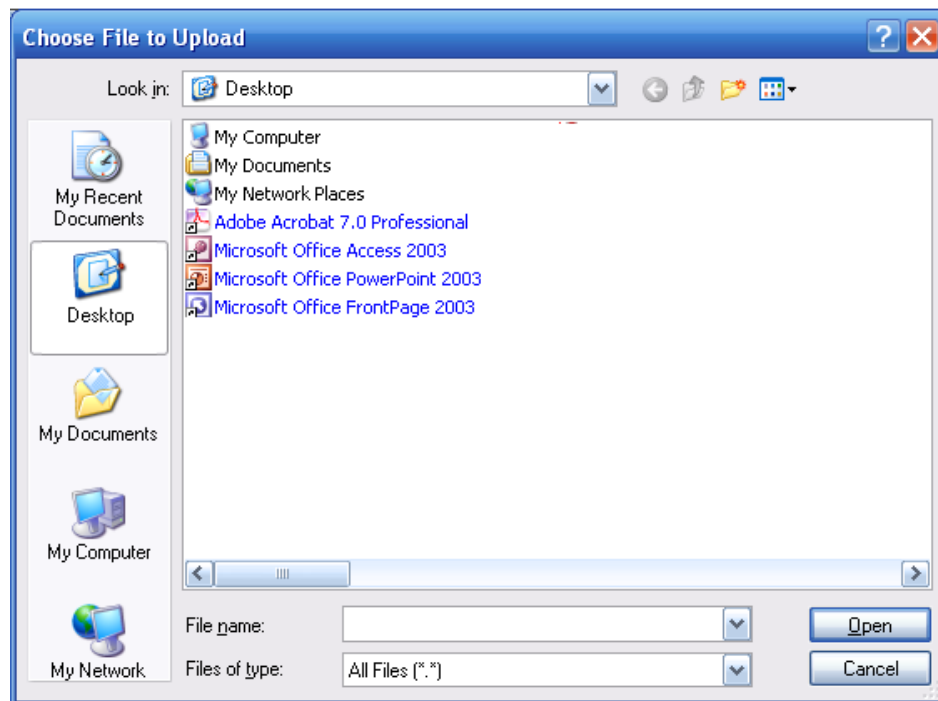 Choose File to Upload
Look in:
Desktop
My Recent
Documents
Desktop
My Documents
My Computer
My Network
My Computer
My Documents
My Network Places
Adobe Acrobat 7.0 Professional
Microsoft Office Access 2003
Microsoft Office PowerPoint 2003
Microsoft Office FrontPage 2003
File name:
Open
Files of type:
All Files (*.*)
Cancel